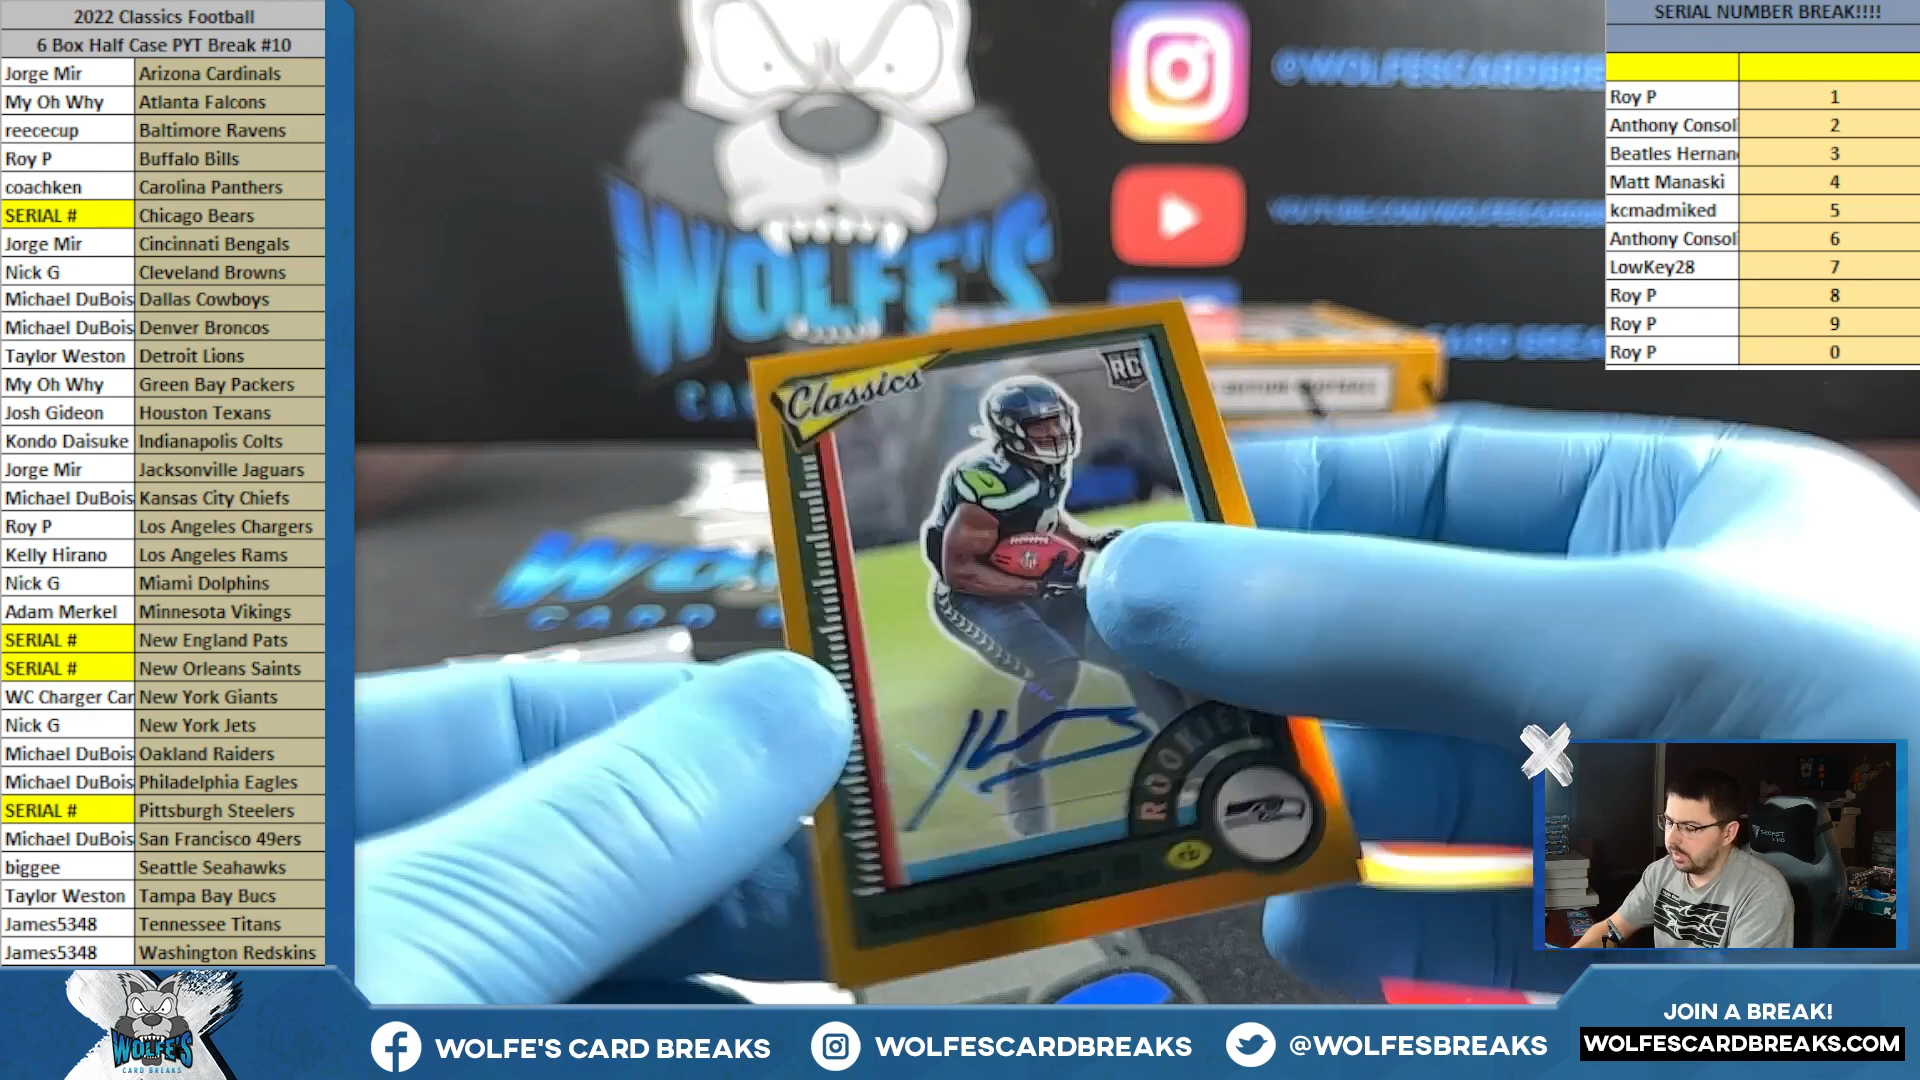 2022 Classics Football
6 Box Half Case PYT Break #10
Jorge Mir Arizona Cardinals
My Oh Why Atlanta Falcons
reececup Baltimore Ravens
Roy P Buffalo Bills
coachken Carolina Panthers
SERIAL # Chicago Bears
Jorge Mir Cincinnati Bengals
Nick G Cleveland Browns
Michael DuBois Dallas Cowboys
Michael DuBois Denver Broncos
Taylor Weston Detroit Lions
My Oh Why Green Bay Packers
Josh Gideon Houston Texans
Kondo Daisuke Indianapolis Colts
Jorge Mir Jacksonville Jaguars
Michael DuBois Kansas City Chiefs
Roy P Los Angeles Chargers
Kelly Hirano Los Angeles Rams
Nick G Miami Dolphins
Adam Merkel Minnesota Vikings
SERIAL # New England Pats
SERIAL # New Orleans Saints
WC Charger Car New York Giants
Nick G New York Jets
Michael DuBois Oakland Raiders
Michael DuBois Philadelphia Eagles
SERIAL # Pittsburgh Steelers
Michael DuBois San Francisco 49ers
biggee Seattle Seahawks
Taylor Weston Tampa Bay Bucs
James5348 Tennessee Titans
James5348 Washington Redskins
WOLFE'S
Classics
RC
ROOKIE
SERIAL NUMBER BREAK!!!!
Roy P 1
Anthony Consol 2
Beatles Hernan 3
Matt Manaski 4
kcmadmiked 5
Anthony Consol 6
LowKey28 7
Roy P 8
Roy P 9
Roy P 0
WOLFE'S
CARD BREAKS
WOLFE'S CARD BREAKS
WOLFESCARDBREAKS
@WOLFESBREAKS
JOIN A BREAK!
WOLFESCARDBREAKS.COM